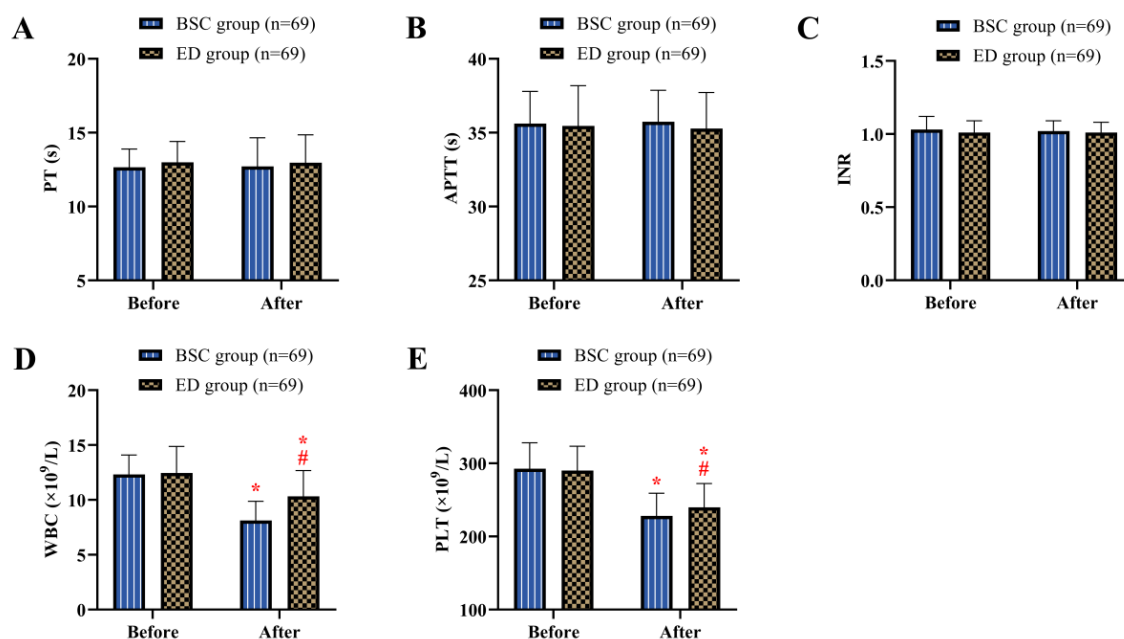 A
BSC group (n=69)
ED group (n=69)
PT (s)
20
15
10
5
Before
After
B
BSC group (n=69)
ED group (n=69)
APTT (s)
40
35
30
25
Before
After
C
BSC group (n=69)
ED group (n=69)
INR
1.5
1.0
0.5
0.0
Before
After
D
BSC group (n=69)
ED group (n=69)
WBC (×10⁹/L)
20
15
10
5
0
*
*
#
Before
After
E
BSC group (n=69)
ED group (n=69)
PLT (×10⁹/L)
400
300
200
100
*
*
#
Before
After